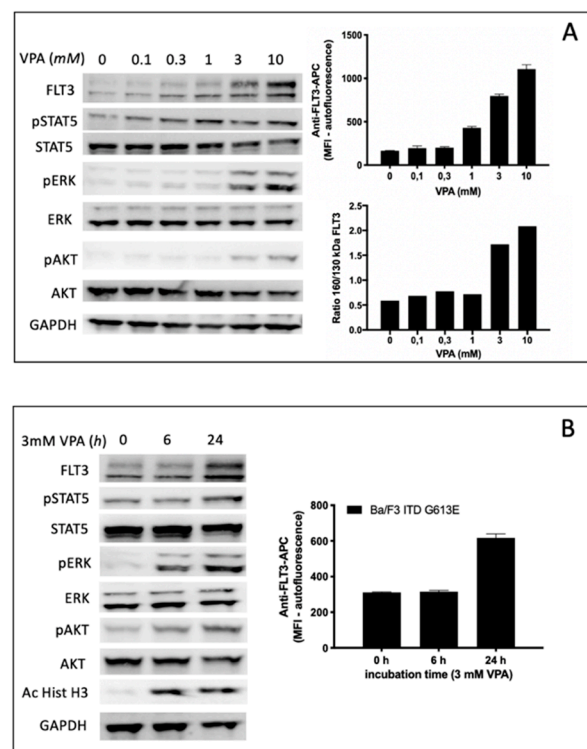 A
VPA (mM) 0 0.1 0.3 1 3 10
FLT3
pSTAT5
STAT5
pERK
ERK
pAKT
AKT
GAPDH
Anti-FLT3-APC
(MFI - autofluorescence)
1500
1000
500
0
0 0,1 0,3 1 3 10
VPA (mM)
Ratio 160/130 kDa FLT3
2.5
2.0
1.5
1.0
0.5
0.0
0 0,1 0,3 1 3 10
VPA (mM)
B
3mM VPA (h) 0 6 24
FLT3
pSTAT5
STAT5
pERK
ERK
pAKT
AKT
Ac Hist H3
GAPDH
Anti-FLT3-APC
(MFI - autofluorescence)
800
600
400
200
0
Ba/F3 ITD G613E
0 h 6 h 24 h
incubation time (3 mM VPA)